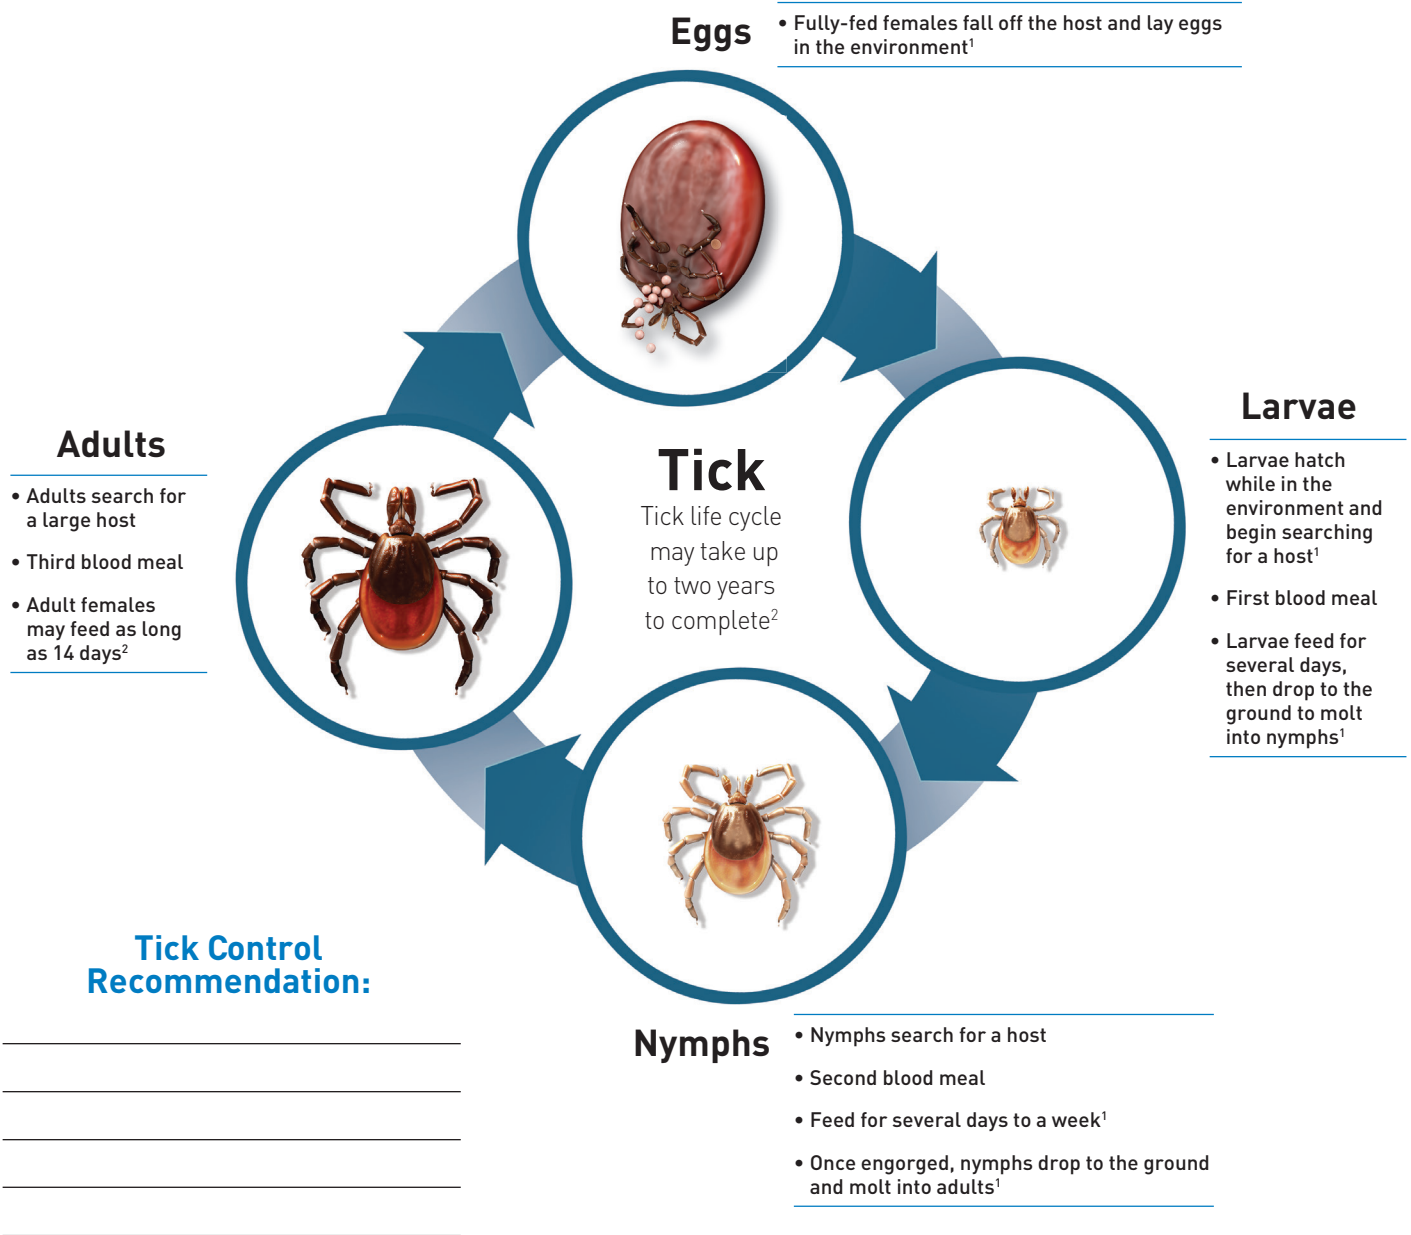 Eggs
• Fully-fed females fall off the host and lay eggs
in the environment¹
Larvae
• Larvae hatch
while in the
environment and
begin searching
for a host¹
• First blood meal
• Larvae feed for
several days,
then drop to the
ground to molt
into nymphs¹
Adults
• Adults search for
a large host
• Third blood meal
• Adult females
may feed as long
as 14 days²
Tick
Tick life cycle
may take up
to two years
to complete²
Nymphs
• Nymphs search for a host
• Second blood meal
• Feed for several days to a week¹
• Once engorged, nymphs drop to the ground
and molt into adults¹
Tick Control
Recommendation: